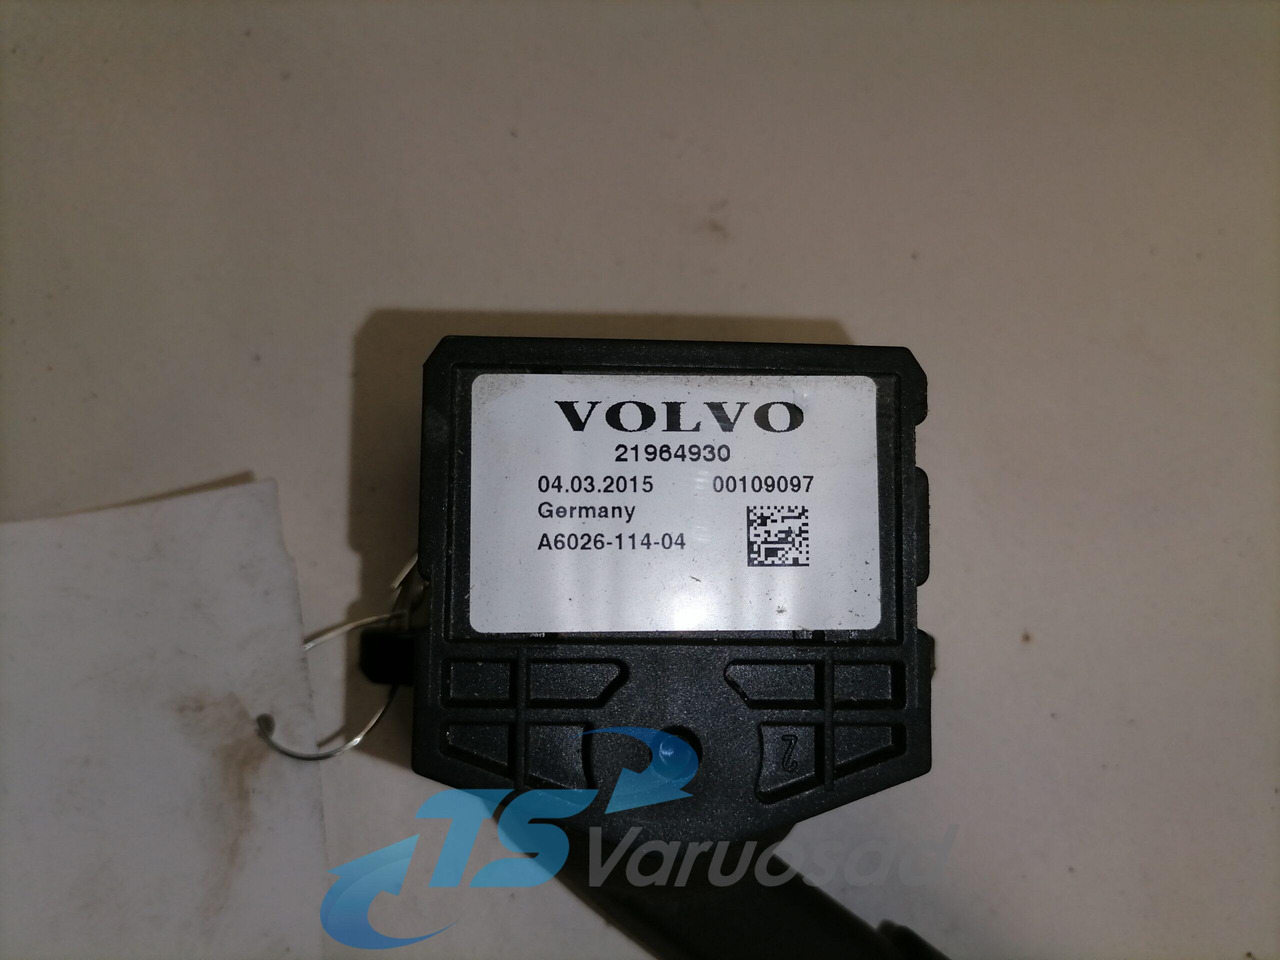 VOLVO
21964930
04.03.2015 00109097
Germany
A6026-114-04
2
TS Varuosad